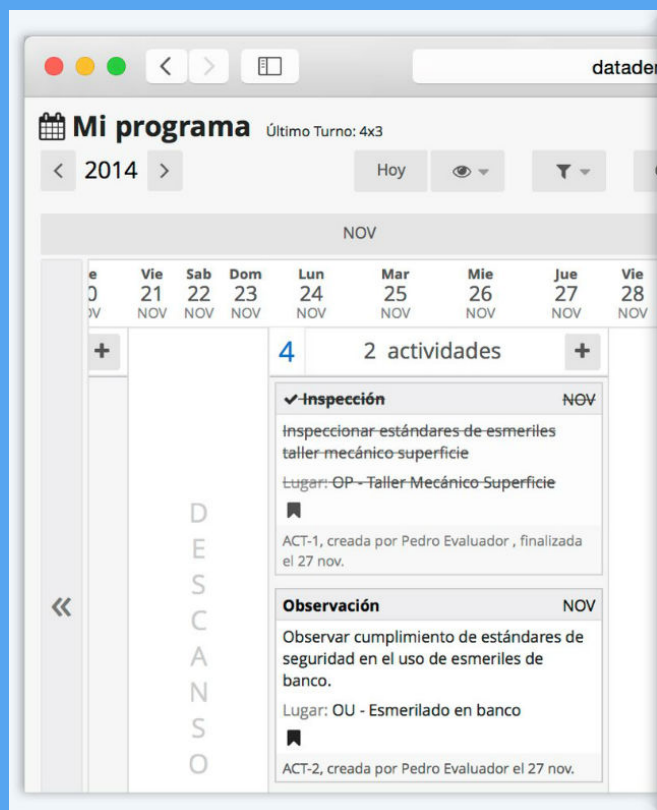 datader
Mi programa Último Turno: 4x3
2014
Hoy
NOV
e Vie Sab Dom Lun Mar Mie Jue Vie
0 21 22 23 24 25 26 27 28
OV NOV NOV NOV NOV NOV NOV NOV NOV
+ 4 2 actividades +
Inspección NOV
Inspeccionar estándares de esmeriles
taller mecánico superficie
Lugar: OP - Taller Mecánico Superficie
ACT-1, creada por Pedro Evaluador , finalizada
el 27 nov.
Observación NOV
Observar cumplimiento de estándares de
seguridad en el uso de esmeriles de
banco.
Lugar: OU - Esmerilado en banco
ACT-2, creada por Pedro Evaluador el 27 nov.
D
E
S
C
A
N
S
O